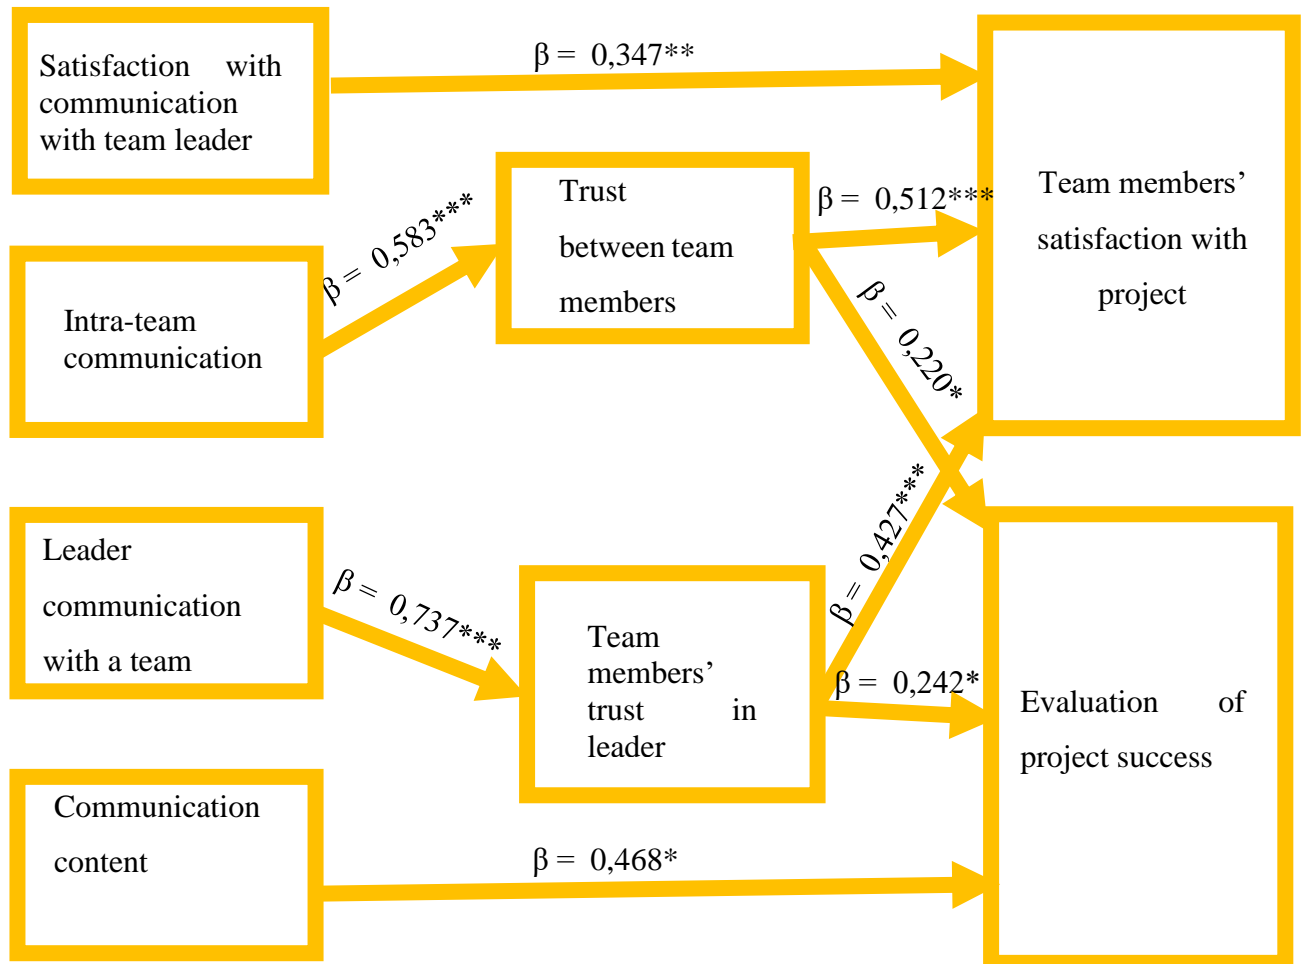 Satisfaction with
communication
with team leader
β = 0,347**
Team members’
satisfaction with
project
Trust
between team
members
β = 0,512***
β = 0,583***
Intra-team
communication
β = 0,220*
β = 0,427***
Leader
communication
with a team
β = 0,737***
Team
members’
trust in
leader
β = 0,242*
Evaluation of
project success
Communication
content
β = 0,468*